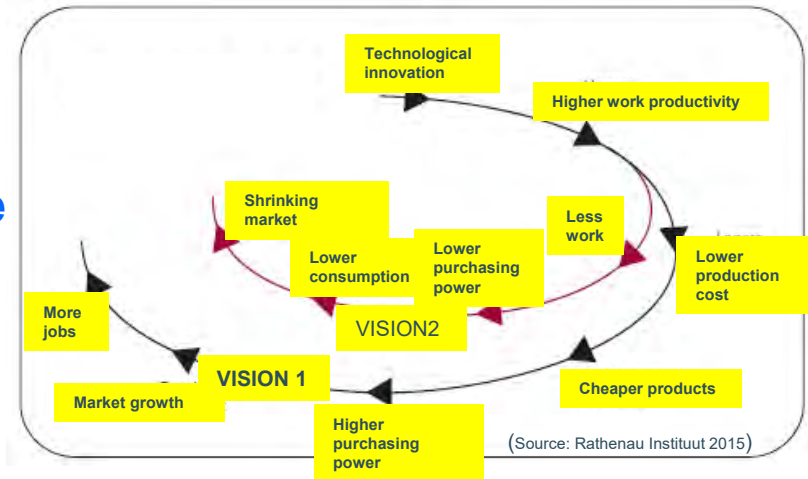 Technological
innovation
Higher work productivity
e
Shrinking
market
Less
work
Lower
consumption
Lower
purchasing
power
Lower
production
cost
More
jobs
VISION2
VISION 1
Cheaper products
Market growth
Higher
purchasing
power
(Source: Rathenau Instituut 2015)